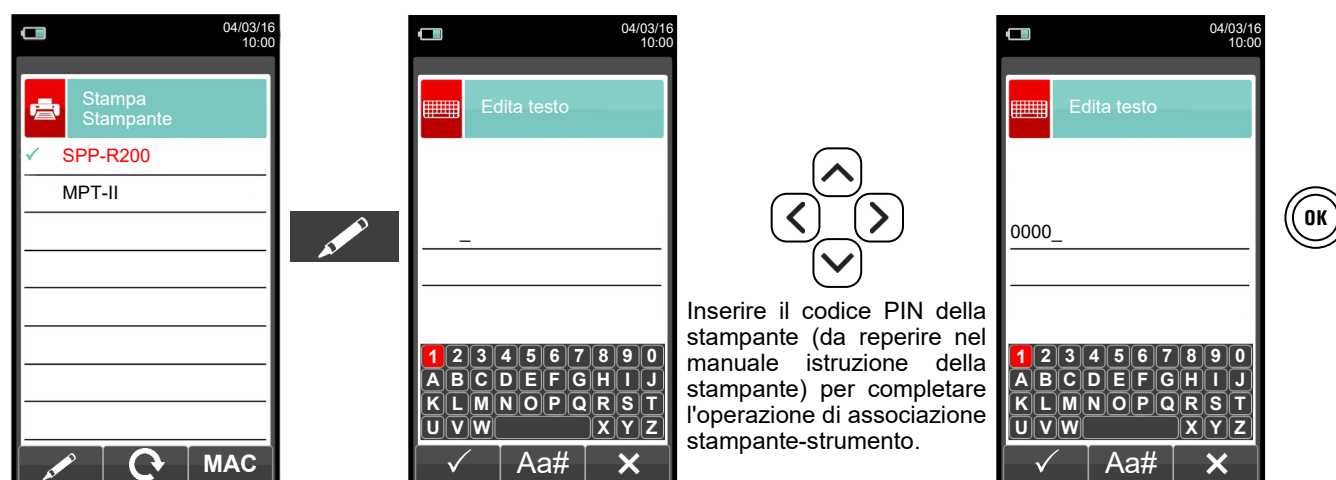 04/03/16
10:00
Stampa
Stampante
✓ SPP-R200
MPT-II
MAC
04/03/16
10:00
Edita testo
_
1 2 3 4 5 6 7 8 9 0
A B C D E F G H I J
K L M N O P Q R S T
U V W X Y Z
✓ Aa# ✕
Inserire il codice PIN della
stampante (da reperire nel
manuale istruzione della
stampante) per completare
l'operazione di associazione
stampante-strumento.
04/03/16
10:00
Edita testo
0000_
1 2 3 4 5 6 7 8 9 0
A B C D E F G H I J
K L M N O P Q R S T
U V W X Y Z
✓ Aa# ✕
OK